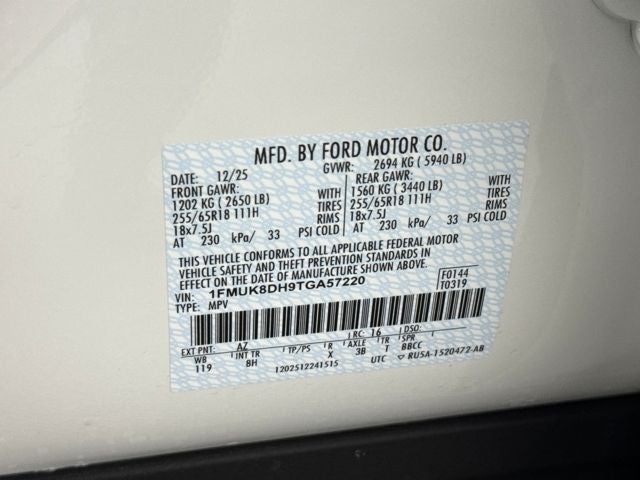 MFD. BY FORD MOTOR CO.
DATE: 12/25 GVWR: 2694 KG ( 5940 LB)
FRONT GAWR: REAR GAWR:
1202 KG ( 2650 LB) WITH 1560 KG ( 3440 LB) WITH
255/65R18 111H TIRES 255/65R18 111H TIRES
18x7.5J RIMS 18x7.5J RIMS
AT 230 kPa/ 33 PSI COLD AT 230 kPa/ 33 PSI COLD
THIS VEHICLE CONFORMS TO ALL APPLICABLE FEDERAL MOTOR
VEHICLE SAFETY AND THEFT PREVENTION STANDARDS IN
EFFECT ON THE DATE OF MANUFACTURE SHOWN ABOVE.
VIN: 1FMUK8DH9TGA57220 F0144
TYPE: MPV T0319
EXT PNT: AZ RC: 16 DSO:
WB INT TR TP/PS R AXLE TR SPR
119 8H X 3B T BBCC
1202512241515 UTC ▽ RU5A-1520472-AB